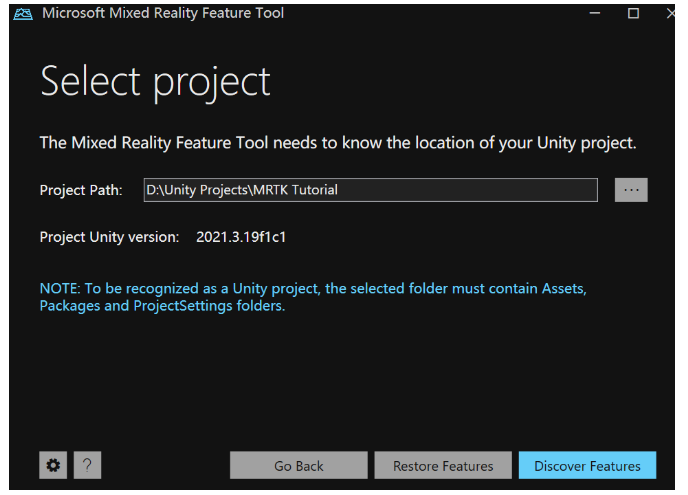 Microsoft Mixed Reality Feature Tool
Select project
The Mixed Reality Feature Tool needs to know the location of your Unity project.
Project Path: D:\Unity Projects\MRTK Tutorial ...
Project Unity version: 2021.3.19f1c1
NOTE: To be recognized as a Unity project, the selected folder must contain Assets,
Packages and ProjectSettings folders.
? Go Back Restore Features Discover Features